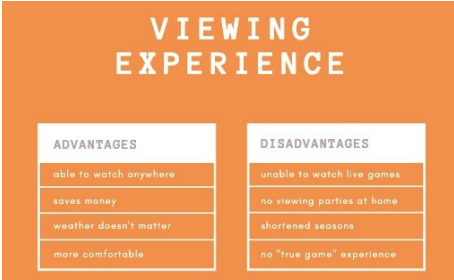 VIEWING
EXPERIENCE
ADVANTAGES
able to watch anywhere
saves money
weather doesn't matter
more comfortable
DISADVANTAGES
unable to watch live games
no viewing parties at home
shortened seasons
no "true game" experience